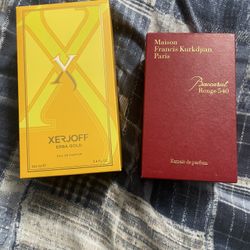 X
XERJOFF
ERBA GOLD
EAU DE PARFUM
Maison
Francis Kurkdjian
Paris
Baccarat
Rouge 540
Extrait de parfum